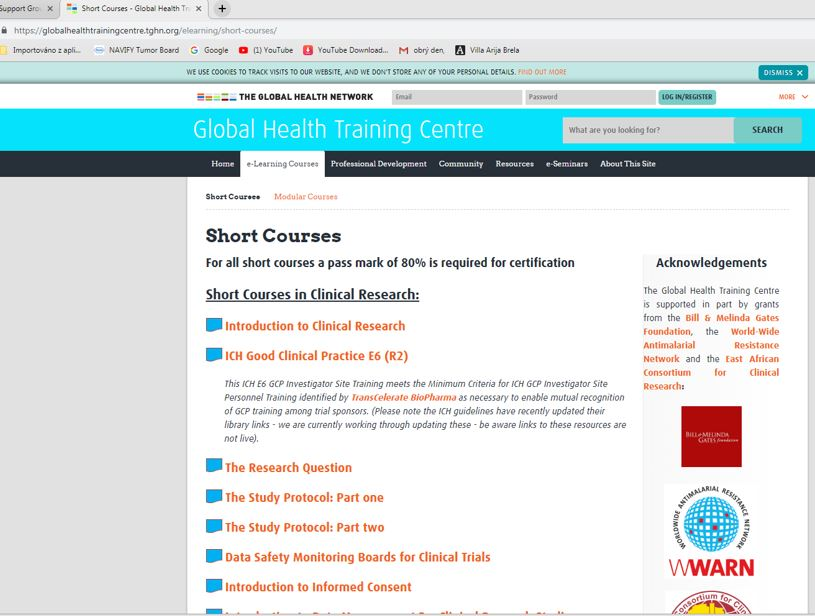 Support Gro
Short Courses - Global Health Tr
https://globalhealthtrainingcentre.tghn.org/elearning/short-courses/
Importováno z apli...
NAVIFY Tumor Board
Google
(1) YouTube
YouTube Download...
obrý den,
Villa Arija Brela
WE USE COOKIES TO TRACK VISITS TO OUR WEBSITE, AND WE DON'T STORE ANY OF YOUR PERSONAL DETAILS. FIND OUT MORE
DISMISS X
THE GLOBAL HEALTH NETWORK
Email
Password
LOG IN/REGISTER
MORE
Global Health Training Centre
What are you looking for?
SEARCH
Home
e-Learning Courses
Professional Development
Community
Resources
e-Seminars
About This Site
Short Courses
Modular Courses
Short Courses
For all short courses a pass mark of 80% is required for certification
Short Courses in Clinical Research:
Introduction to Clinical Research
ICH Good Clinical Practice E6 (R2)
This ICH E6 GCP Investigator Site Training meets the Minimum Criteria for ICH GCP Investigator Site
Personnel Training identified by TransCelerate BioPharma as necessary to enable mutual recognition
of GCP training among trial sponsors. (Please note the ICH guidelines have recently updated their
library links - we are currently working through updating these - be aware links to these resources are
not live).
The Research Question
The Study Protocol: Part one
The Study Protocol: Part two
Data Safety Monitoring Boards for Clinical Trials
Introduction to Informed Consent
Acknowledgements
The Global Health Training Centre
is supported in part by grants
from the Bill & Melinda Gates
Foundation, the World-Wide
Antimalarial Resistance
Network and the East African
Consortium for Clinical
Research:
BILL & MELINDA
GATES foundation
WORLDWIDE ANTIMALARIAL RESISTANCE NETWORK
WWARN
Consortium for Clin